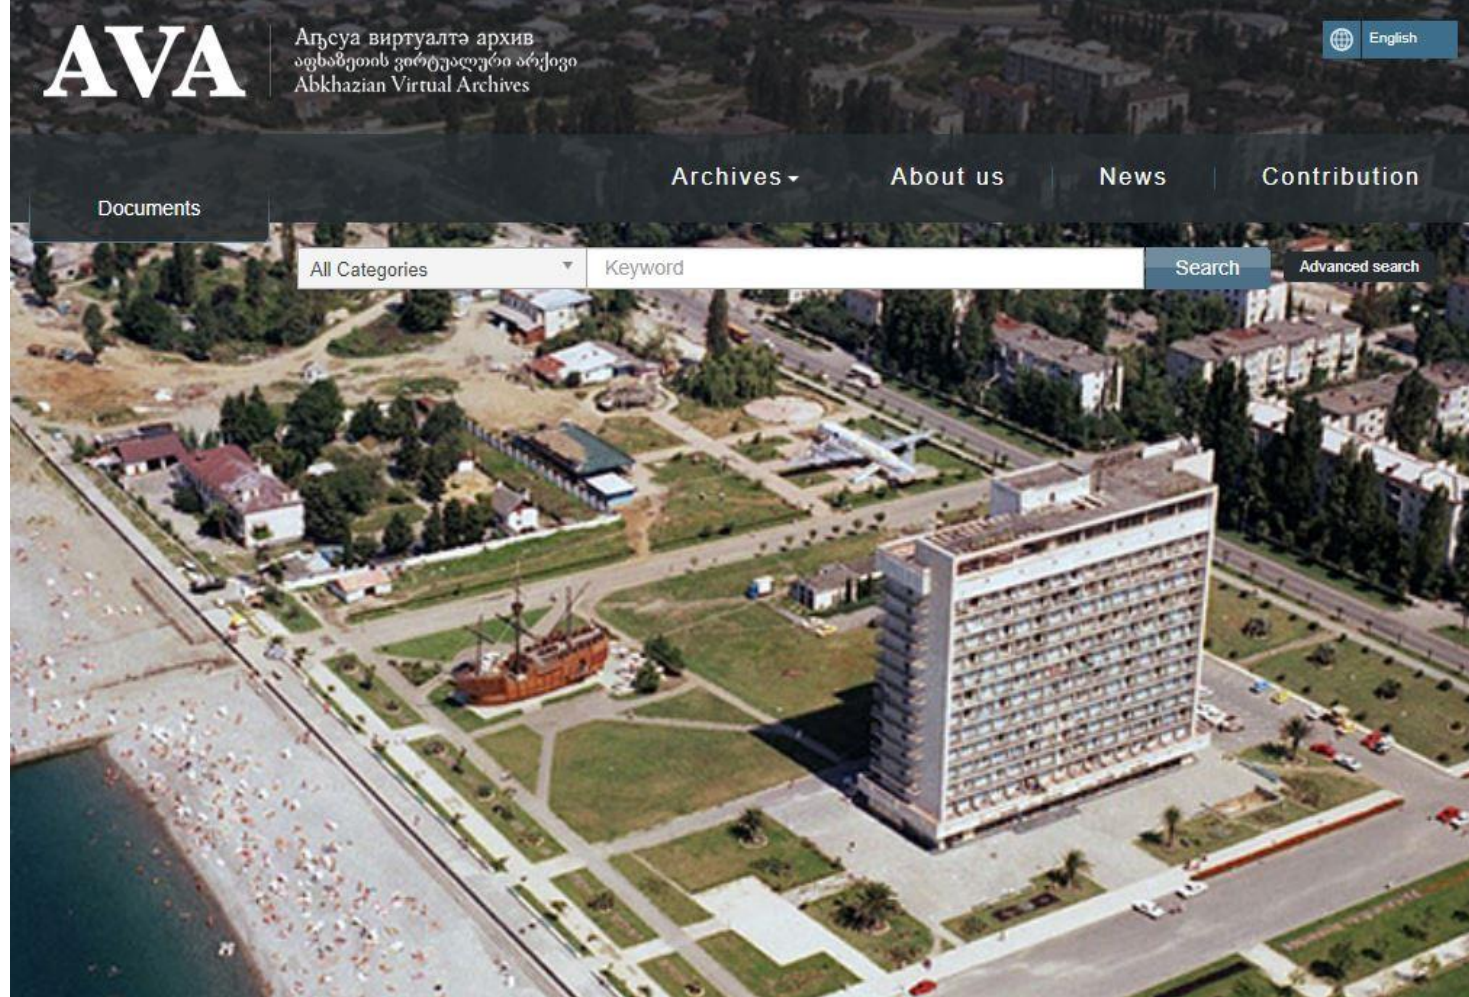 AVA
Аҧсуа виртуалтә архив
აფხაზეთის ვირტუალური არქივი
Abkhazian Virtual Archives
English
Archives
About us
News
Contribution
Documents
All Categories
Keyword
Search
Advanced search